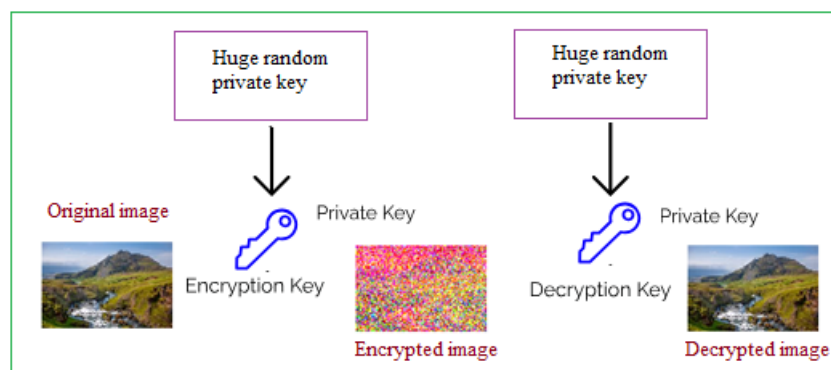 Huge random
private key
Huge random
private key
Original image
Private Key
Encryption Key
Encrypted image
Private Key
Decryption Key
Decrypted image